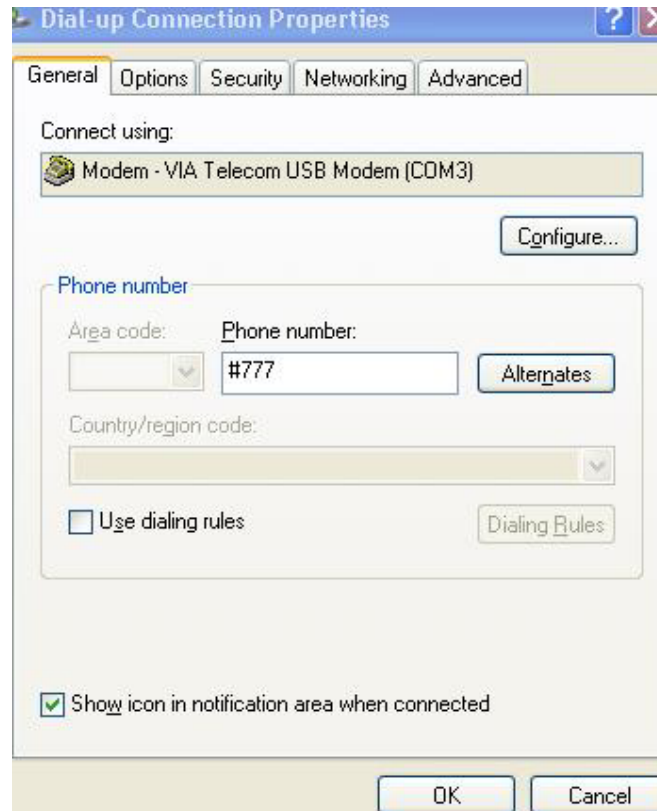 Dial-up Connection Properties
General Options Security Networking Advanced
Connect using:
Modem - VIA Telecom USB Modem (COM3)
Configure...
Phone number
Area code: Phone number:
#777
Alternates
Country/region code:
Use dialing rules
Dialing Rules
Show icon in notification area when connected
OK Cancel